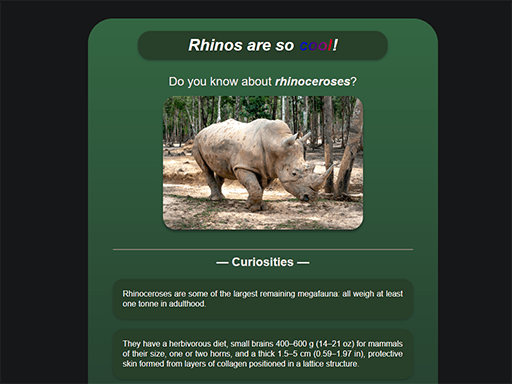 Rhinos are so cool!
Do you know about rhinoceroses?
— Curiosities —
Rhinoceroses are some of the largest remaining megafauna: all weigh at least
one tonne in adulthood.
They have a herbivorous diet, small brains 400–600 g (14–21 oz) for mammals
of their size, one or two horns, and a thick 1.5–5 cm (0.59–1.97 in), protective
skin formed from layers of collagen positioned in a lattice structure.